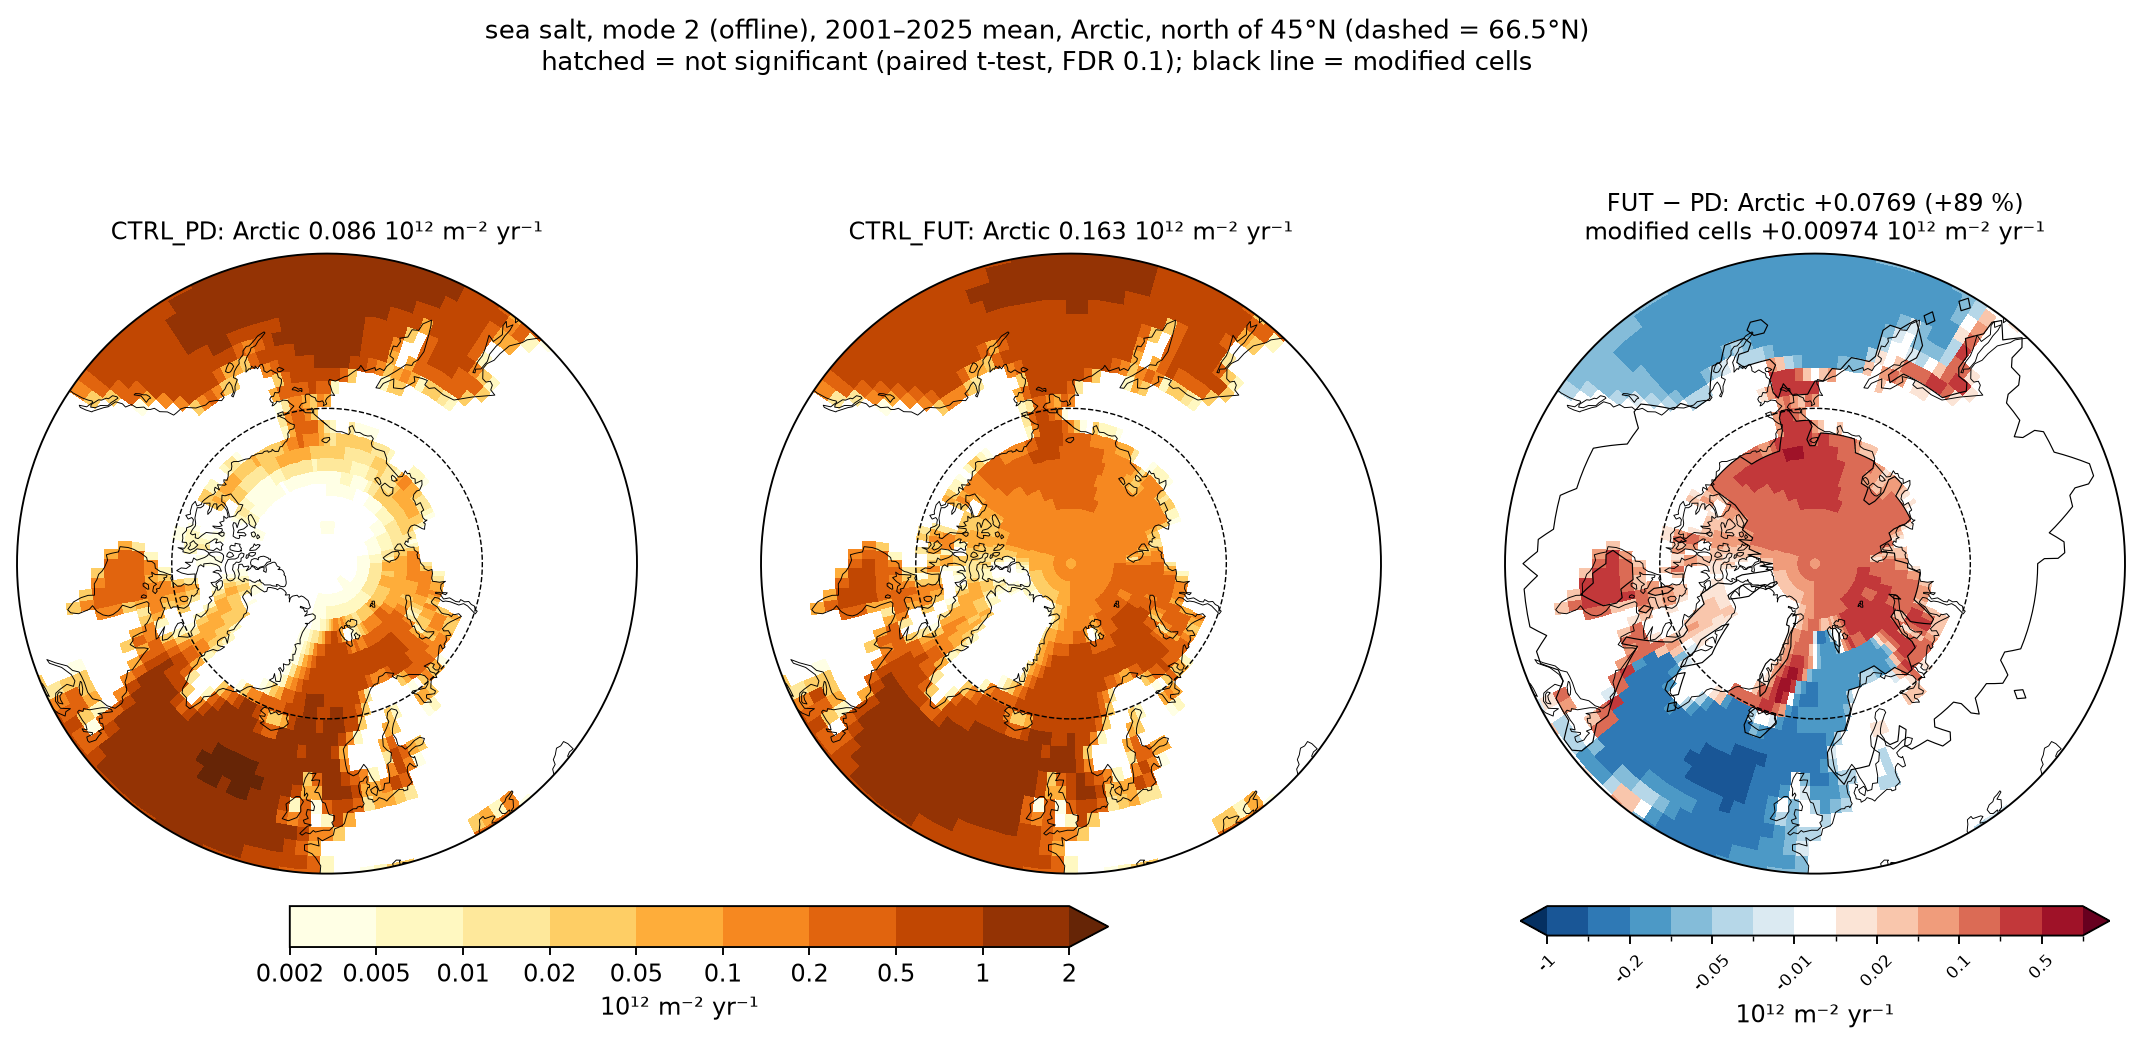 sea salt, mode 2 (offline), 2001–2025 mean, Arctic, north of 45°N (dashed = 66.5°N)
hatched = not significant (paired t-test, FDR 0.1); black line = modified cells
CTRL_PD: Arctic 0.086 10¹² m⁻² yr⁻¹
CTRL_FUT: Arctic 0.163 10¹² m⁻² yr⁻¹
FUT − PD: Arctic +0.0769 (+89 %)
modified cells +0.00974 10¹² m⁻² yr⁻¹
0.002 0.005 0.01 0.02 0.05 0.1 0.2 0.5 1 2
10¹² m⁻² yr⁻¹
-1 -0.2 -0.05 -0.01 0.02 0.1 0.5
10¹² m⁻² yr⁻¹